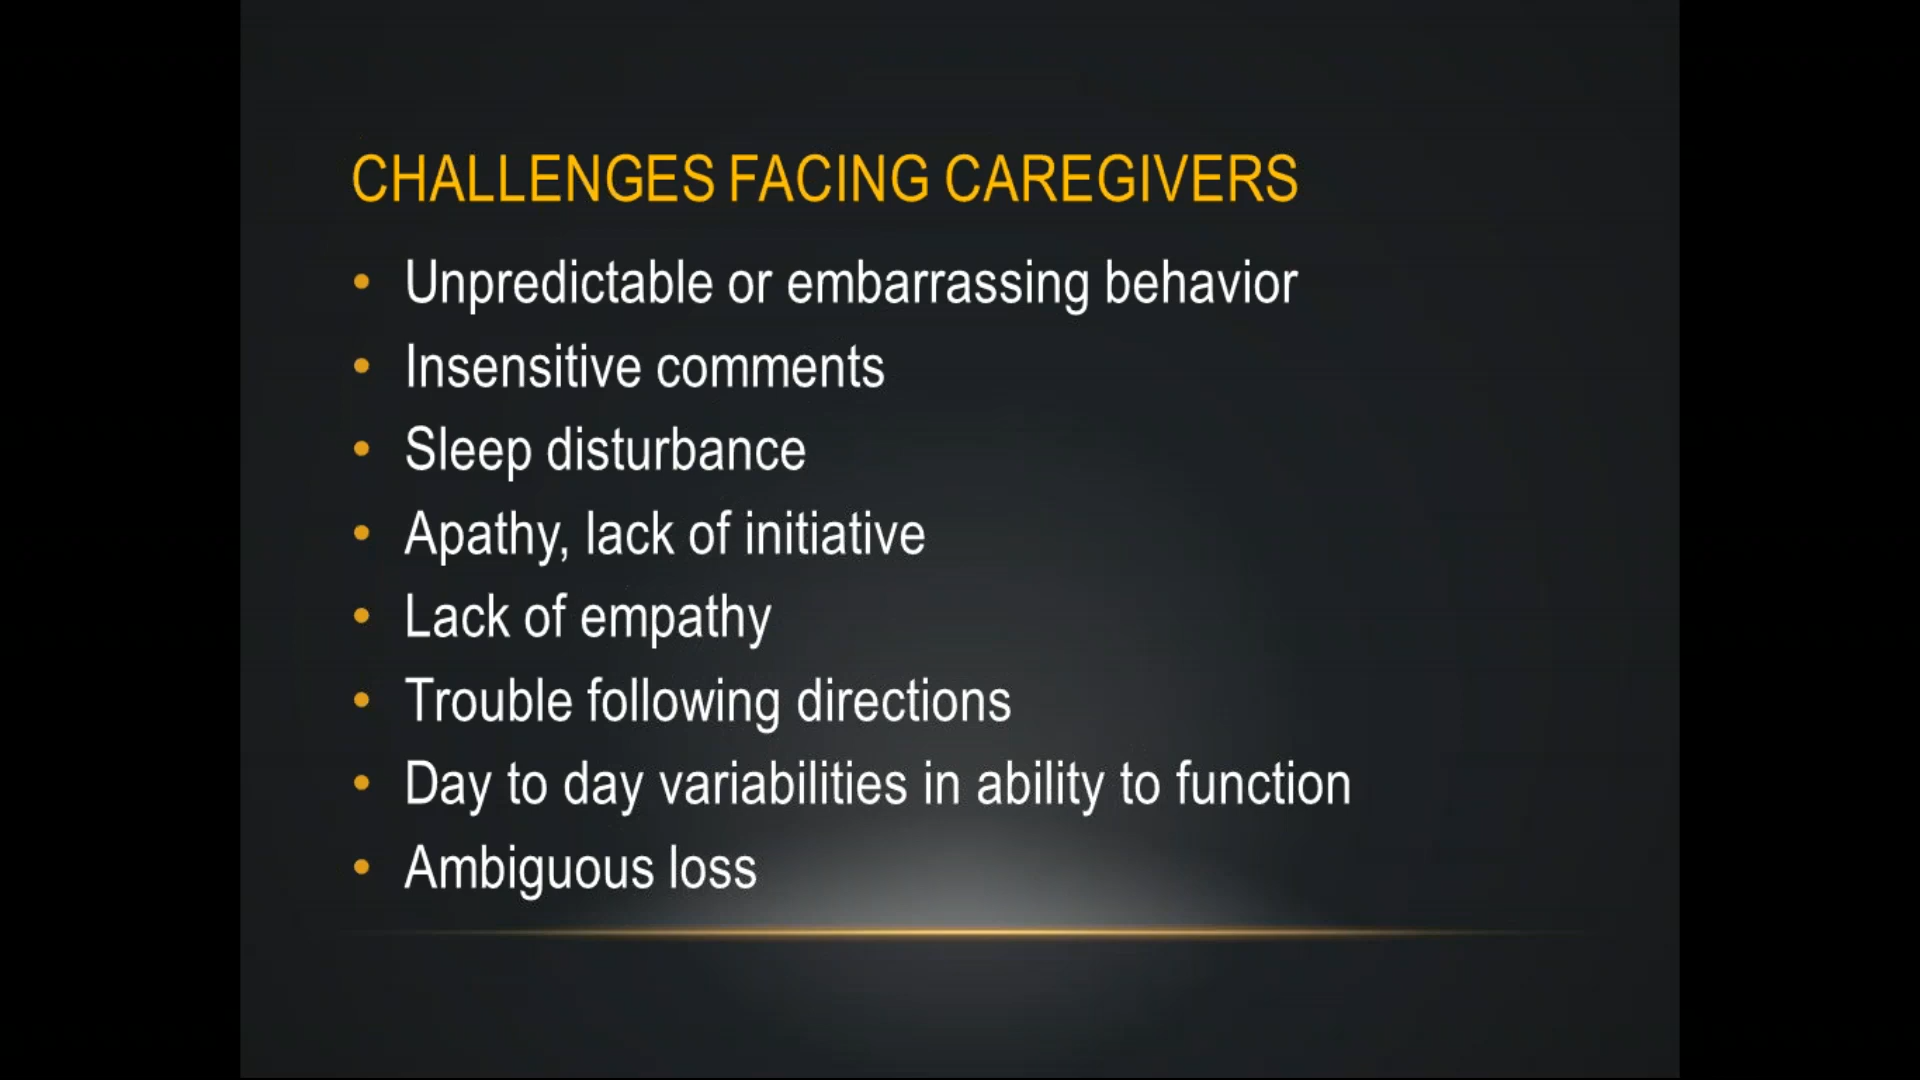 CHALLENGES FACING CAREGIVERS
• Unpredictable or embarrassing behavior
• Insensitive comments
• Sleep disturbance
• Apathy, lack of initiative
• Lack of empathy
• Trouble following directions
• Day to day variabilities in ability to function
• Ambiguous loss